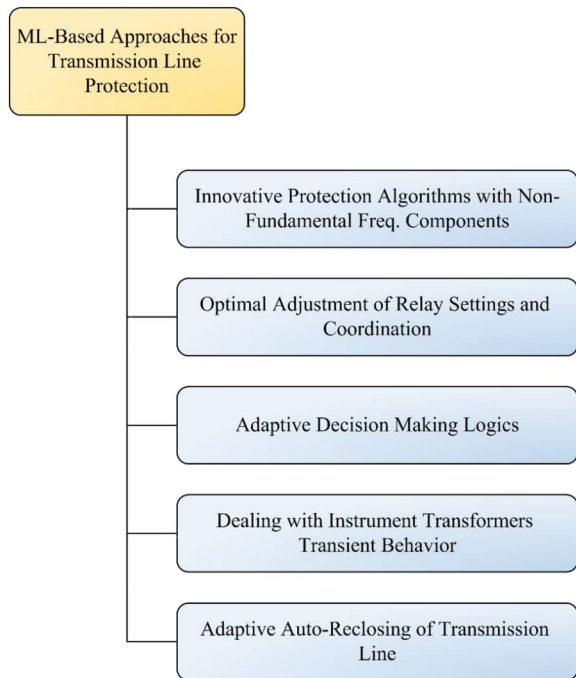 ML-Based Approaches for
Transmission Line
Protection
Innovative Protection Algorithms with Non-
Fundamental Freq. Components
Optimal Adjustment of Relay Settings and
Coordination
Adaptive Decision Making Logics
Dealing with Instrument Transformers
Transient Behavior
Adaptive Auto-Reclosing of Transmission
Line